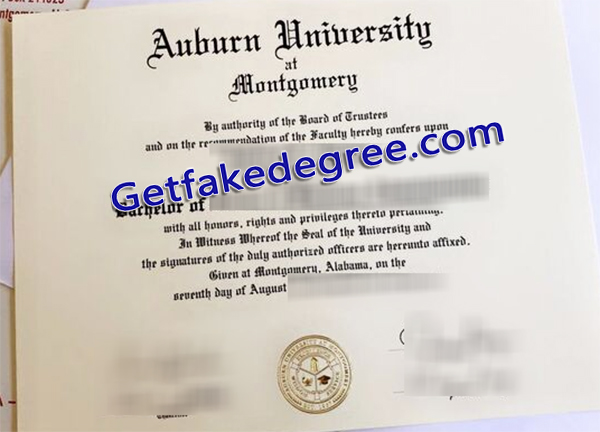 Auburn University
at
Montgomery
By authority of the Board of Trustees
and on the recommendation of the Faculty hereby confers upon
Getfakedegree.com
Bachelor of
with all honors, rights and privileges thereto pertaining.
In Witness Whereof the Seal of the University and
the signatures of the duly authorized officers are hereunto affixed.
Given at Montgomery, Alabama, on the
seventh day of August